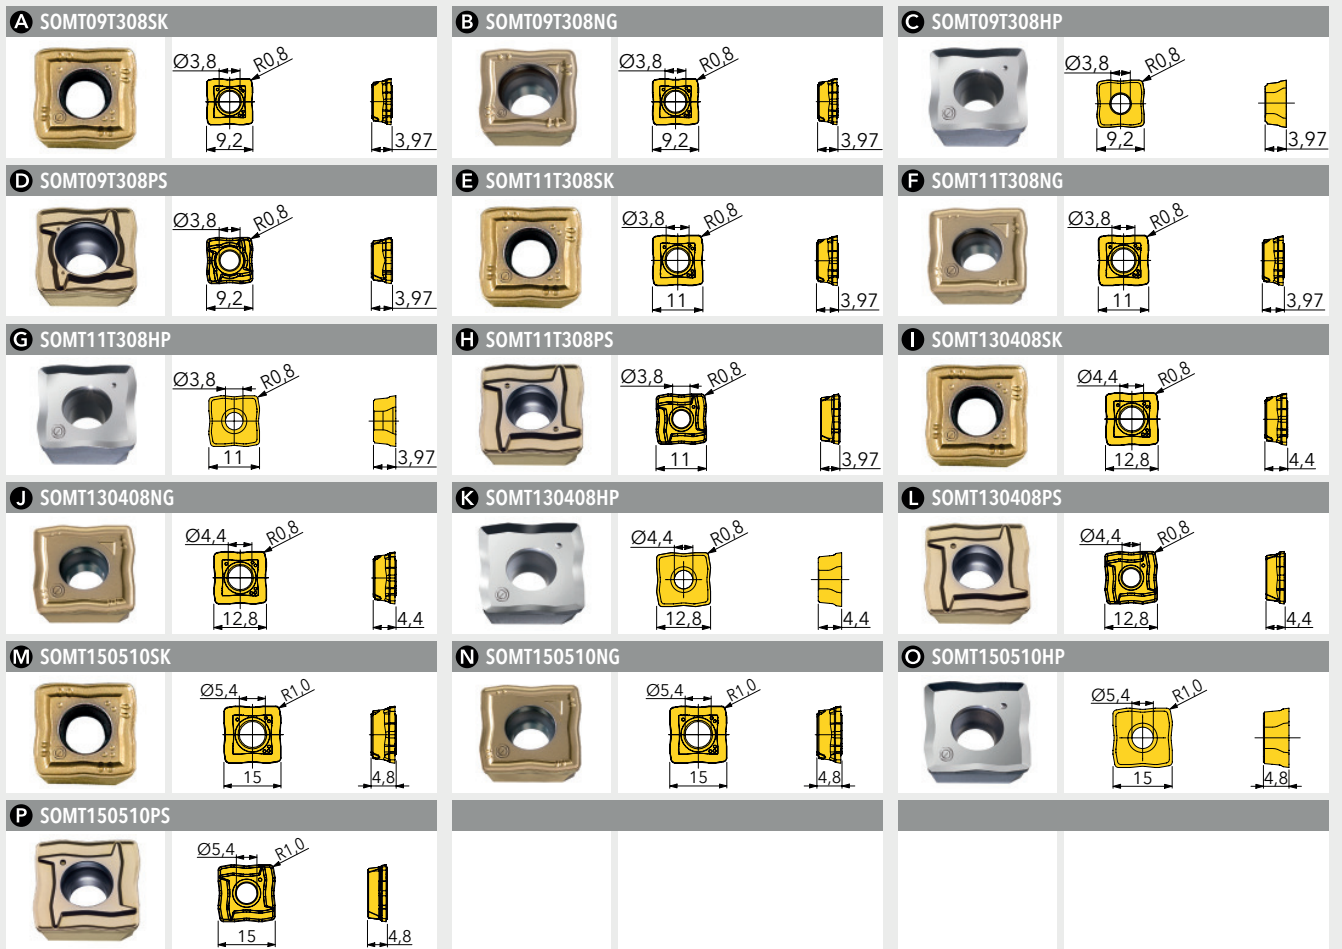 A SOMT09T308SK
Ø3,8
R0,8
9,2
3,97
B SOMT09T308NG
Ø3,8
R0,8
9,2
3,97
C SOMT09T308HP
Ø3,8
R0,8
9,2
3,97
D SOMT09T308PS
Ø3,8
R0,8
9,2
3,97
E SOMT11T308SK
Ø3,8
R0,8
11
3,97
F SOMT11T308NG
Ø3,8
R0,8
11
3,97
G SOMT11T308HP
Ø3,8
R0,8
11
3,97
H SOMT11T308PS
Ø3,8
R0,8
11
3,97
I SOMT130408SK
Ø4,4
R0,8
12,8
4,4
J SOMT130408NG
Ø4,4
R0,8
12,8
4,4
K SOMT130408HP
Ø4,4
R0,8
12,8
4,4
L SOMT130408PS
Ø4,4
R0,8
12,8
4,4
M SOMT150510SK
Ø5,4
R1,0
15
4,8
N SOMT150510NG
Ø5,4
R1,0
15
4,8
O SOMT150510HP
Ø5,4
R1,0
15
4,8
P SOMT150510PS
Ø5,4
R1,0
15
4,8